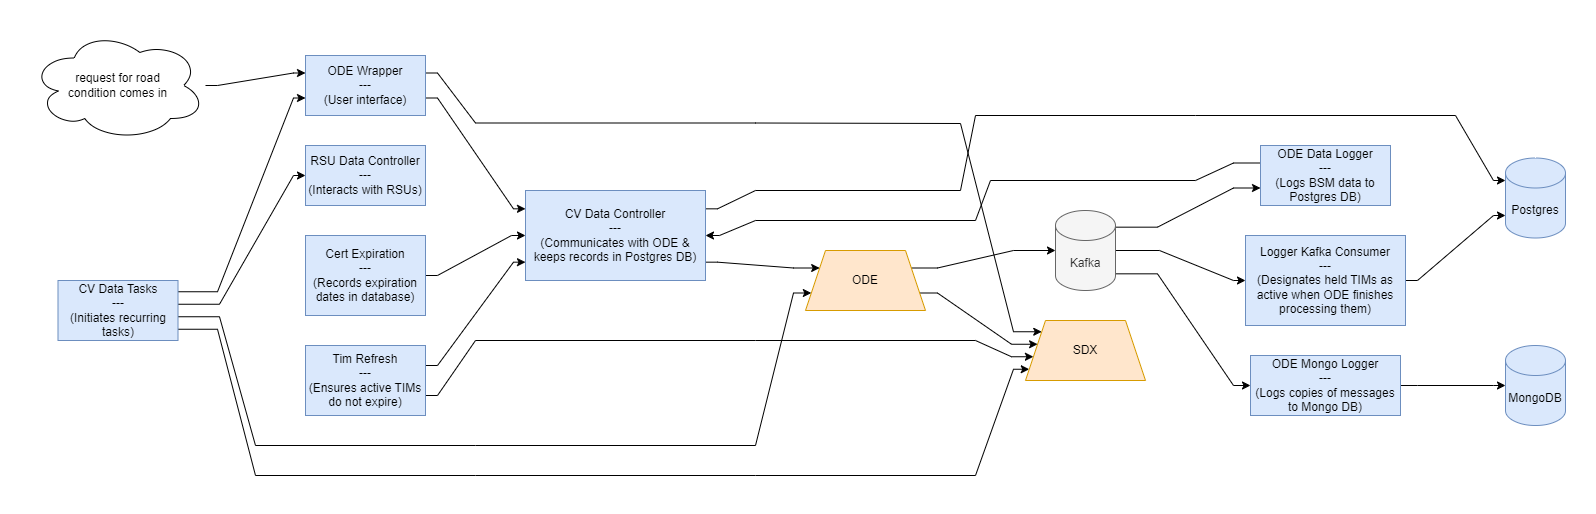 request for road
condition comes in
ODE Wrapper
---
(User interface)
RSU Data Controller
---
(Interacts with RSUs)
Cert Expiration
---
(Records expiration
dates in database)
CV Data Tasks
---
(Initiates recurring
tasks)
Tim Refresh
---
(Ensures active TIMs
do not expire)
CV Data Controller
---
(Communicates with ODE &
keeps records in Postgres DB)
ODE
SDX
Kafka
ODE Data Logger
---
(Logs BSM data to
Postgres DB)
Logger Kafka Consumer
---
(Designates held TIMs as
active when ODE finishes
processing them)
ODE Mongo Logger
---
(Logs copies of messages
to Mongo DB)
Postgres
MongoDB